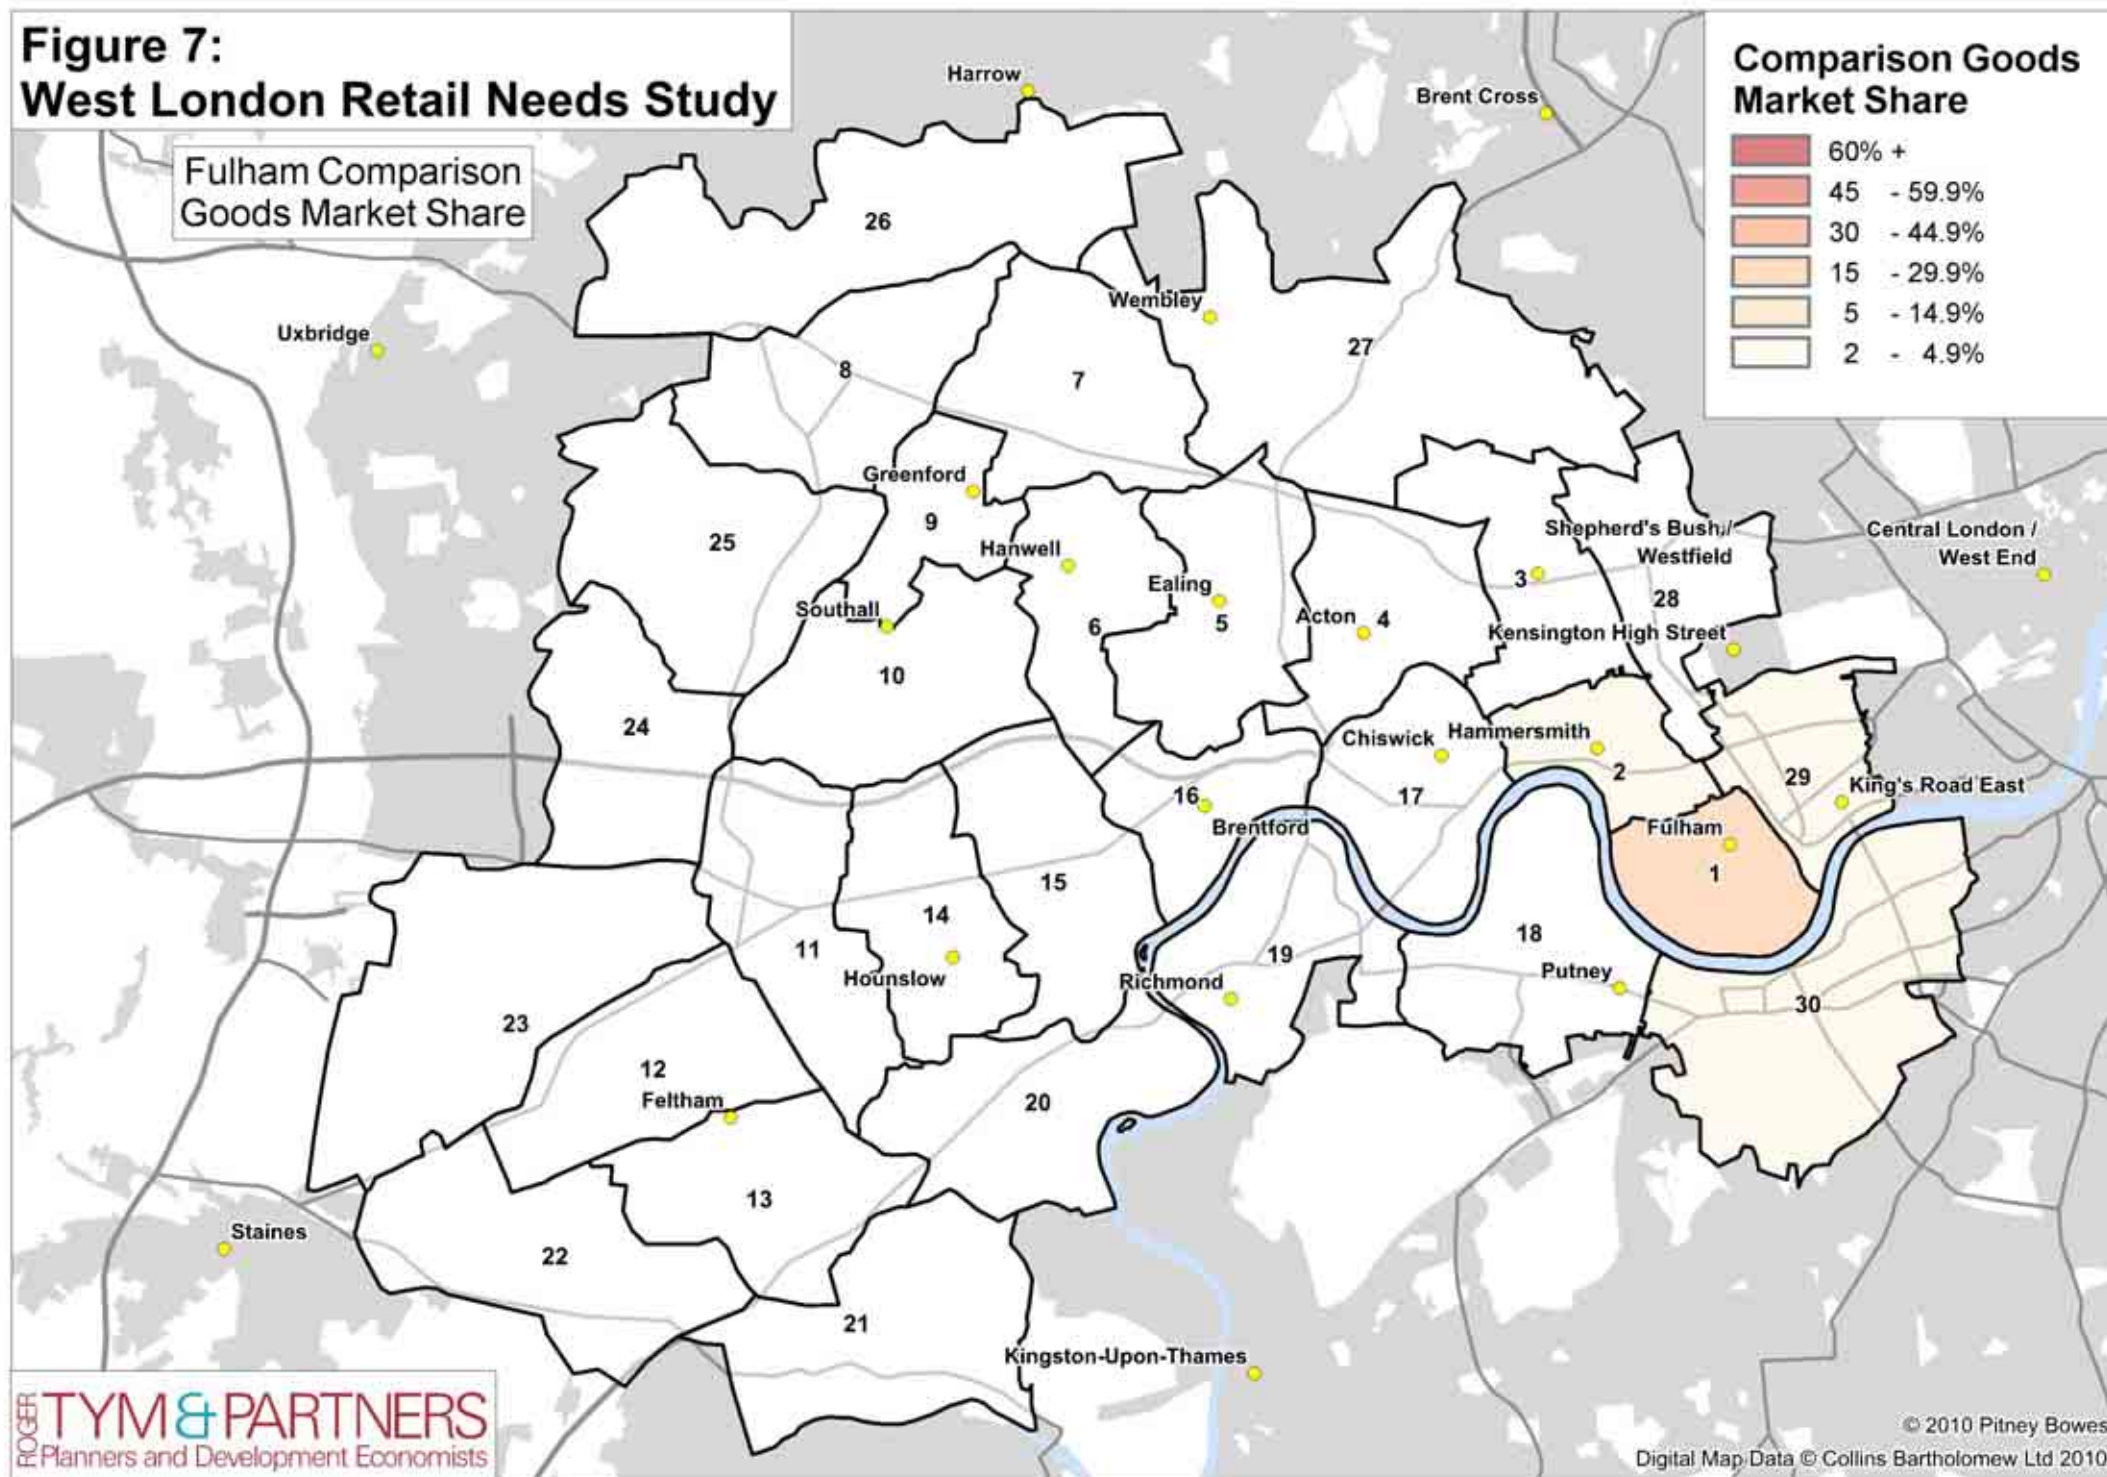 Figure 7:
West London Retail Needs Study
Fulham Comparison
Goods Market Share
Comparison Goods
Market Share
60% +
45 - 59.9%
30 - 44.9%
15 - 29.9%
5 - 14.9%
2 - 4.9%
Harrow
Brent Cross
26
Uxbridge
Wembley
27
8
7
Greenford
9
25
Hanwell
Shepherd's Bush /
Westfield
Central London /
West End
3
28
Ealing
5
Acton 4
Southall
6
Kensington High Street
10
24
Chiswick
Hammersmith
2
29
King's Road East
16
17
Brentford
Fulham
1
15
14
11
Hounslow
19
18
Richmond
Putney
30
23
12
Feltham
20
13
Staines
22
21
Kingston-Upon-Thames
ROGER
TYM & PARTNERS
Planners and Development Economists
© 2010 Pitney Bowes
Digital Map Data © Collins Bartholomew Ltd 2010